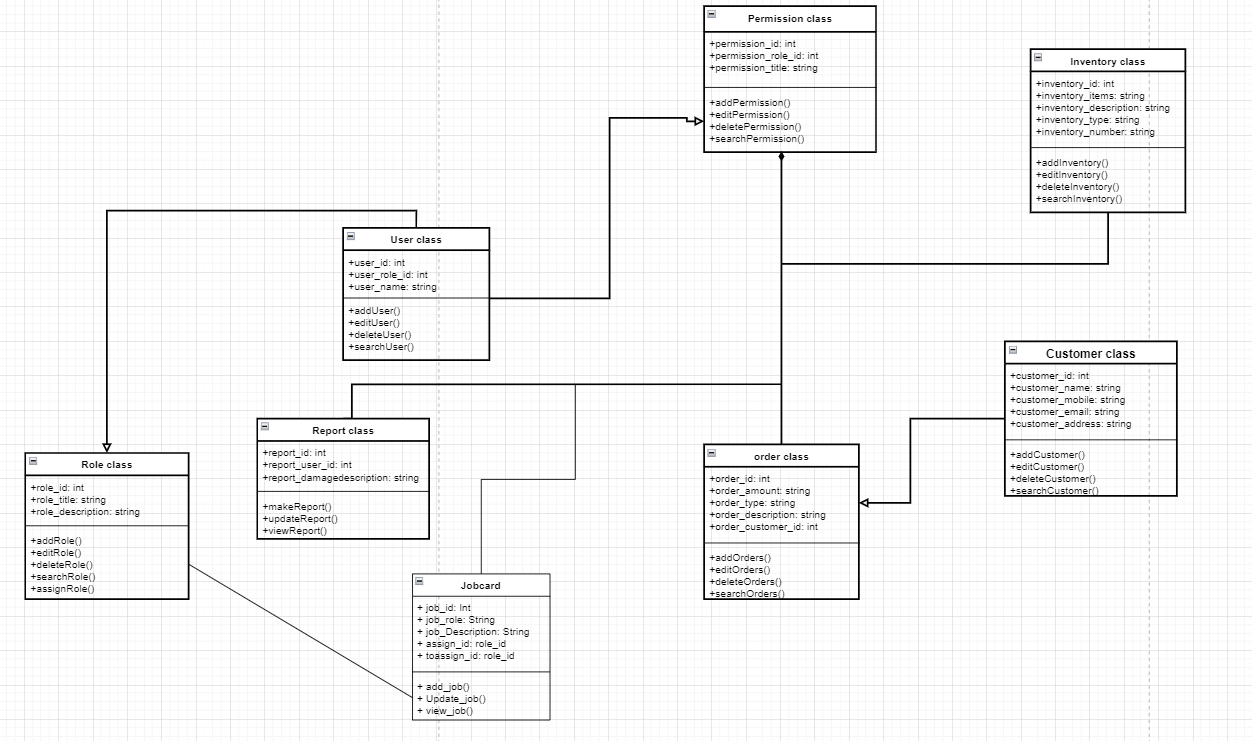 Permission class
+permission_id: int
+permission_role_id: int
+permission_title: string
+addPermission()
+editPermission()
+deletePermission()
+searchPermission()
Inventory class
+inventory_id: int
+inventory_items: string
+inventory_description: string
+inventory_type: string
+inventory_number: string
+addInventory()
+editInventory()
+deleteInventory()
+searchInventory()
User class
+user_id: int
+user_role_id: int
+user_name: string
+addUser()
+editUser()
+deleteUser()
+searchUser()
Customer class
+customer_id: int
+customer_name: string
+customer_mobile: string
+customer_email: string
+customer_address: string
+addCustomer()
+editCustomer()
+deleteCustomer()
+searchCustomer()
Report class
+report_id: int
+report_user_id: int
+report_damagedescription: string
+makeReport()
+updateReport()
+viewReport()
order class
+order_id: int
+order_amount: string
+order_type: string
+order_description: string
+order_customer_id: int
+addOrders()
+editOrders()
+deleteOrders()
+searchOrders()
Role class
+role_id: int
+role_title: string
+role_description: string
+addRole()
+editRole()
+deleteRole()
+searchRole()
+assignRole()
Jobcard
+ job_id: Int
+ job_role: String
+ job_Description: String
+ assign_id: role_id
+ toassign_id: role_id
+ add_job()
+ Update_job()
+ view_job()